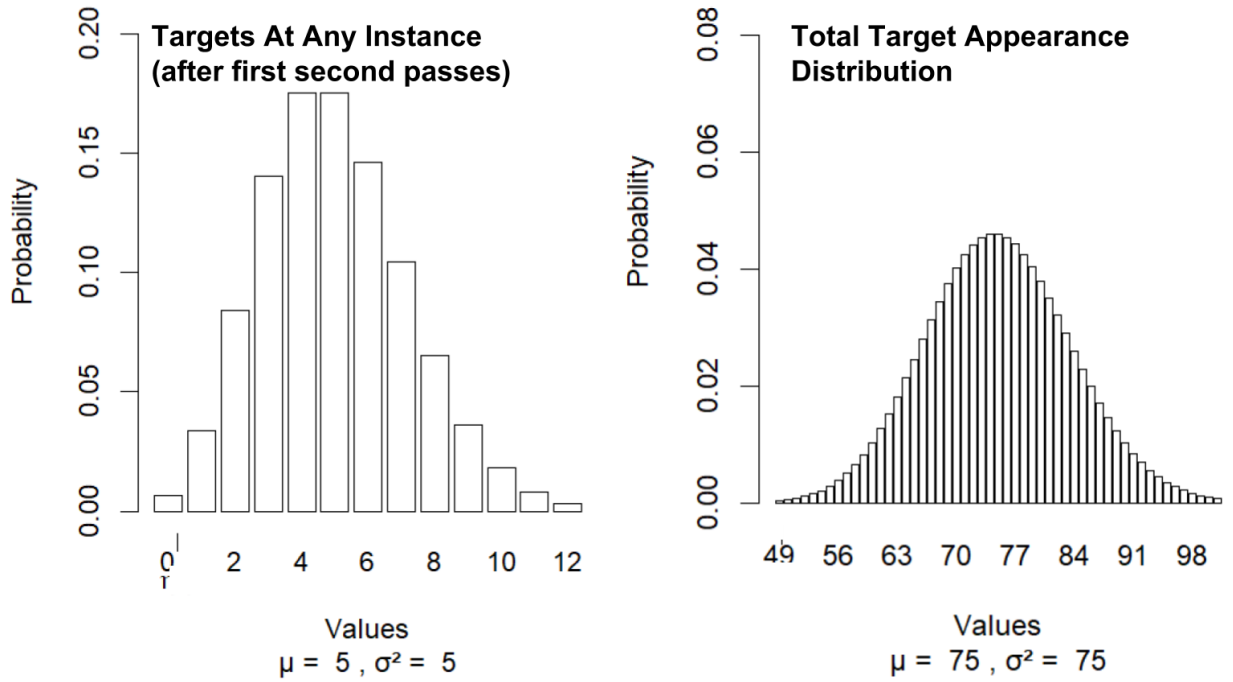 Targets At Any Instance
(after first second passes)
Probability
0.20
0.15
0.10
0.05
0.00
0 2 4 6 8 10 12
Values
μ = 5 , σ² = 5
Total Target Appearance
Distribution
Probability
0.08
0.06
0.04
0.02
0.00
49 56 63 70 77 84 91 98
Values
μ = 75 , σ² = 75